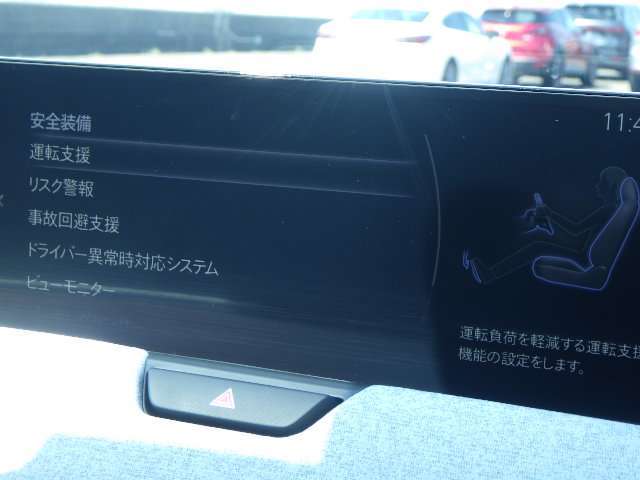 安全装備
11:4
運転支援
リスク警報
事故回避支援
ドライバー異常時対応システム
ビューモニター
運転負荷を軽減する運転支援
機能の設定をします。